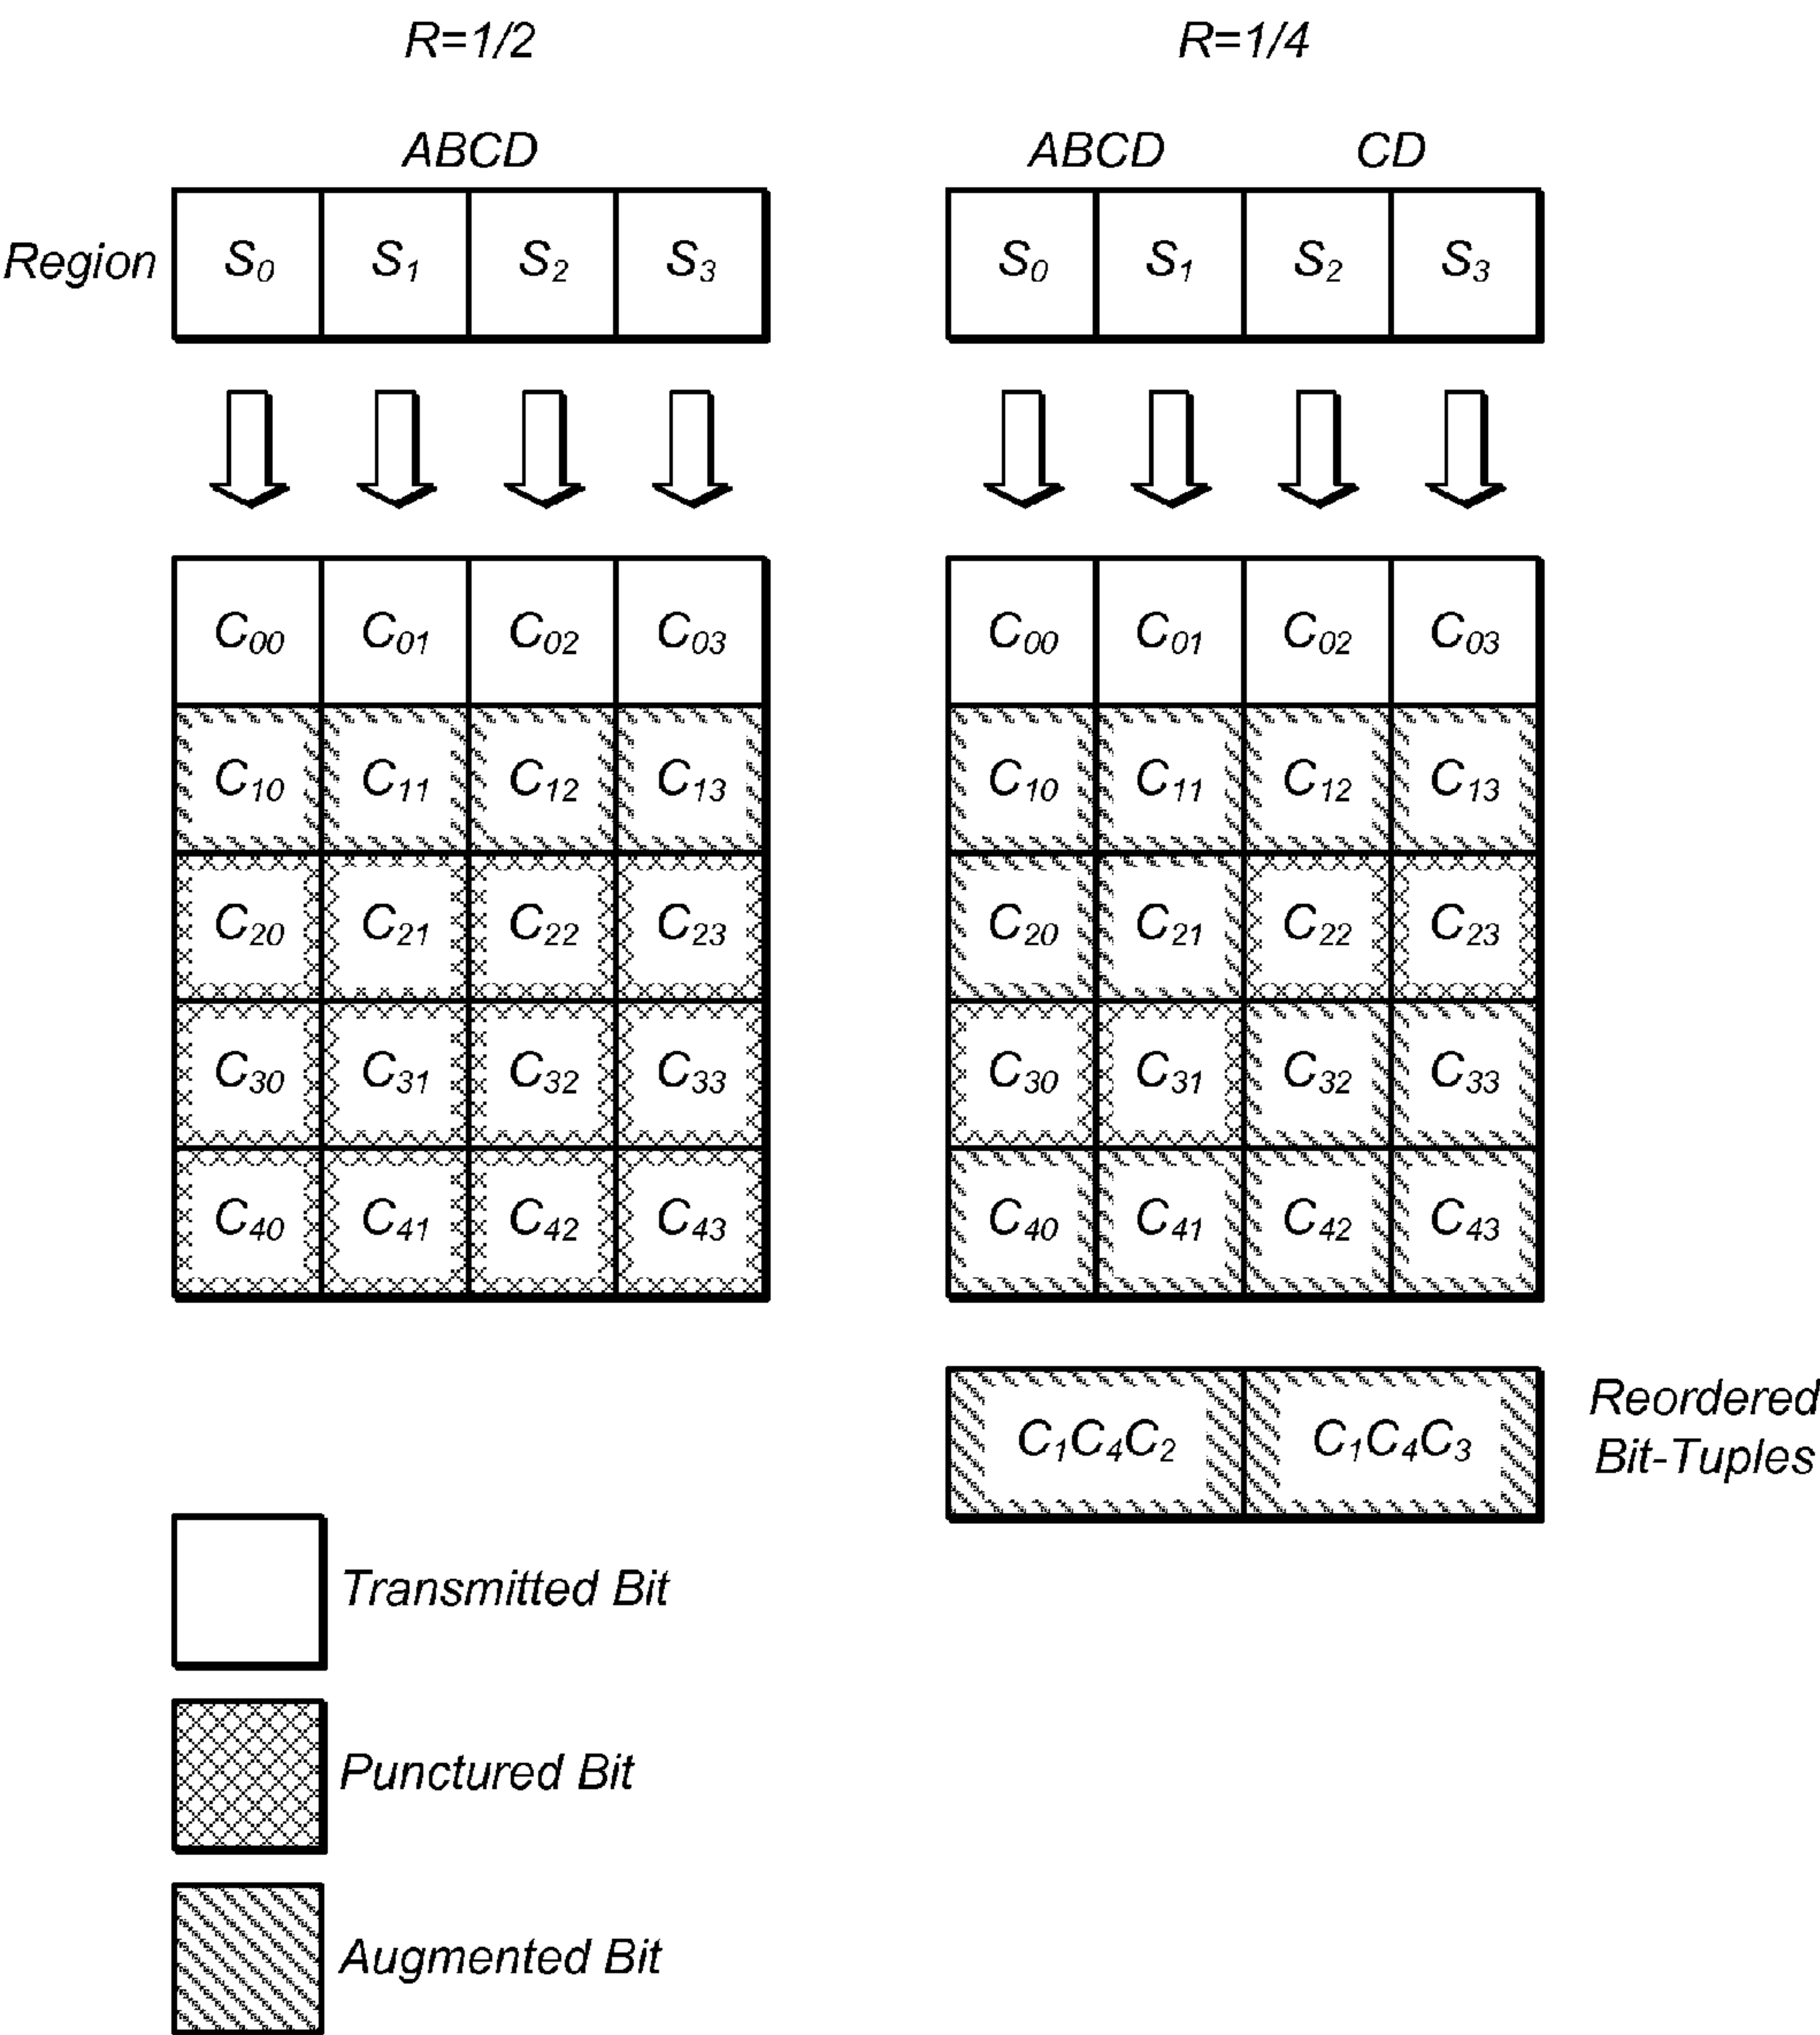 R=1/2 R=1/4
ABCD ABCD CD
Region S0 S1 S2 S3 S0 S1 S2 S3
C00 C01 C02 C03 C00 C01 C02 C03
C10 C11 C12 C13 C10 C11 C12 C13
C20 C21 C22 C23 C20 C21 C22 C23
C30 C31 C32 C33 C30 C31 C32 C33
C40 C41 C42 C43 C40 C41 C42 C43
C1C4C2 C1C4C3 Reordered
Bit-Tuples
Transmitted Bit
Punctured Bit
Augmented Bit